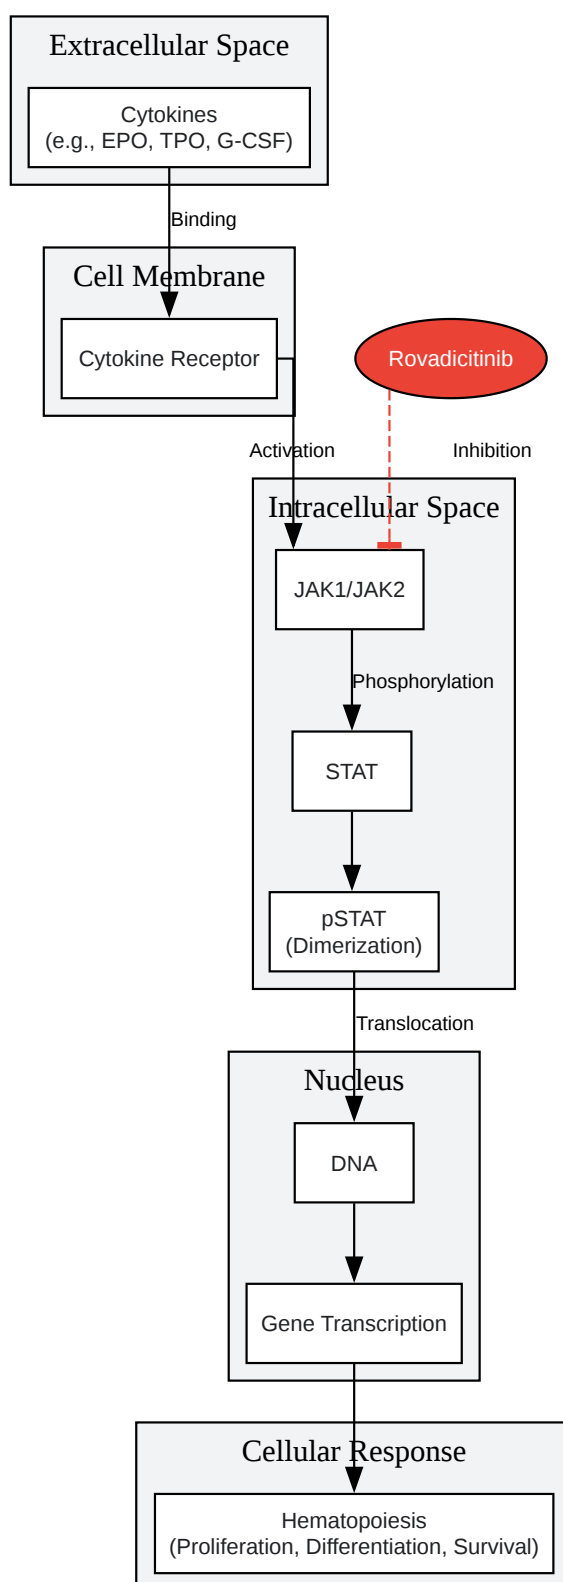 Extracellular Space
Cytokines
(e.g., EPO, TPO, G-CSF)
Binding
Cell Membrane
Cytokine Receptor
Rovadicitinib
Activation
Inhibition
Intracellular Space
JAK1/JAK2
Phosphorylation
STAT
pSTAT
(Dimerization)
Translocation
Nucleus
DNA
Gene Transcription
Cellular Response
Hematopoiesis
(Proliferation, Differentiation, Survival)